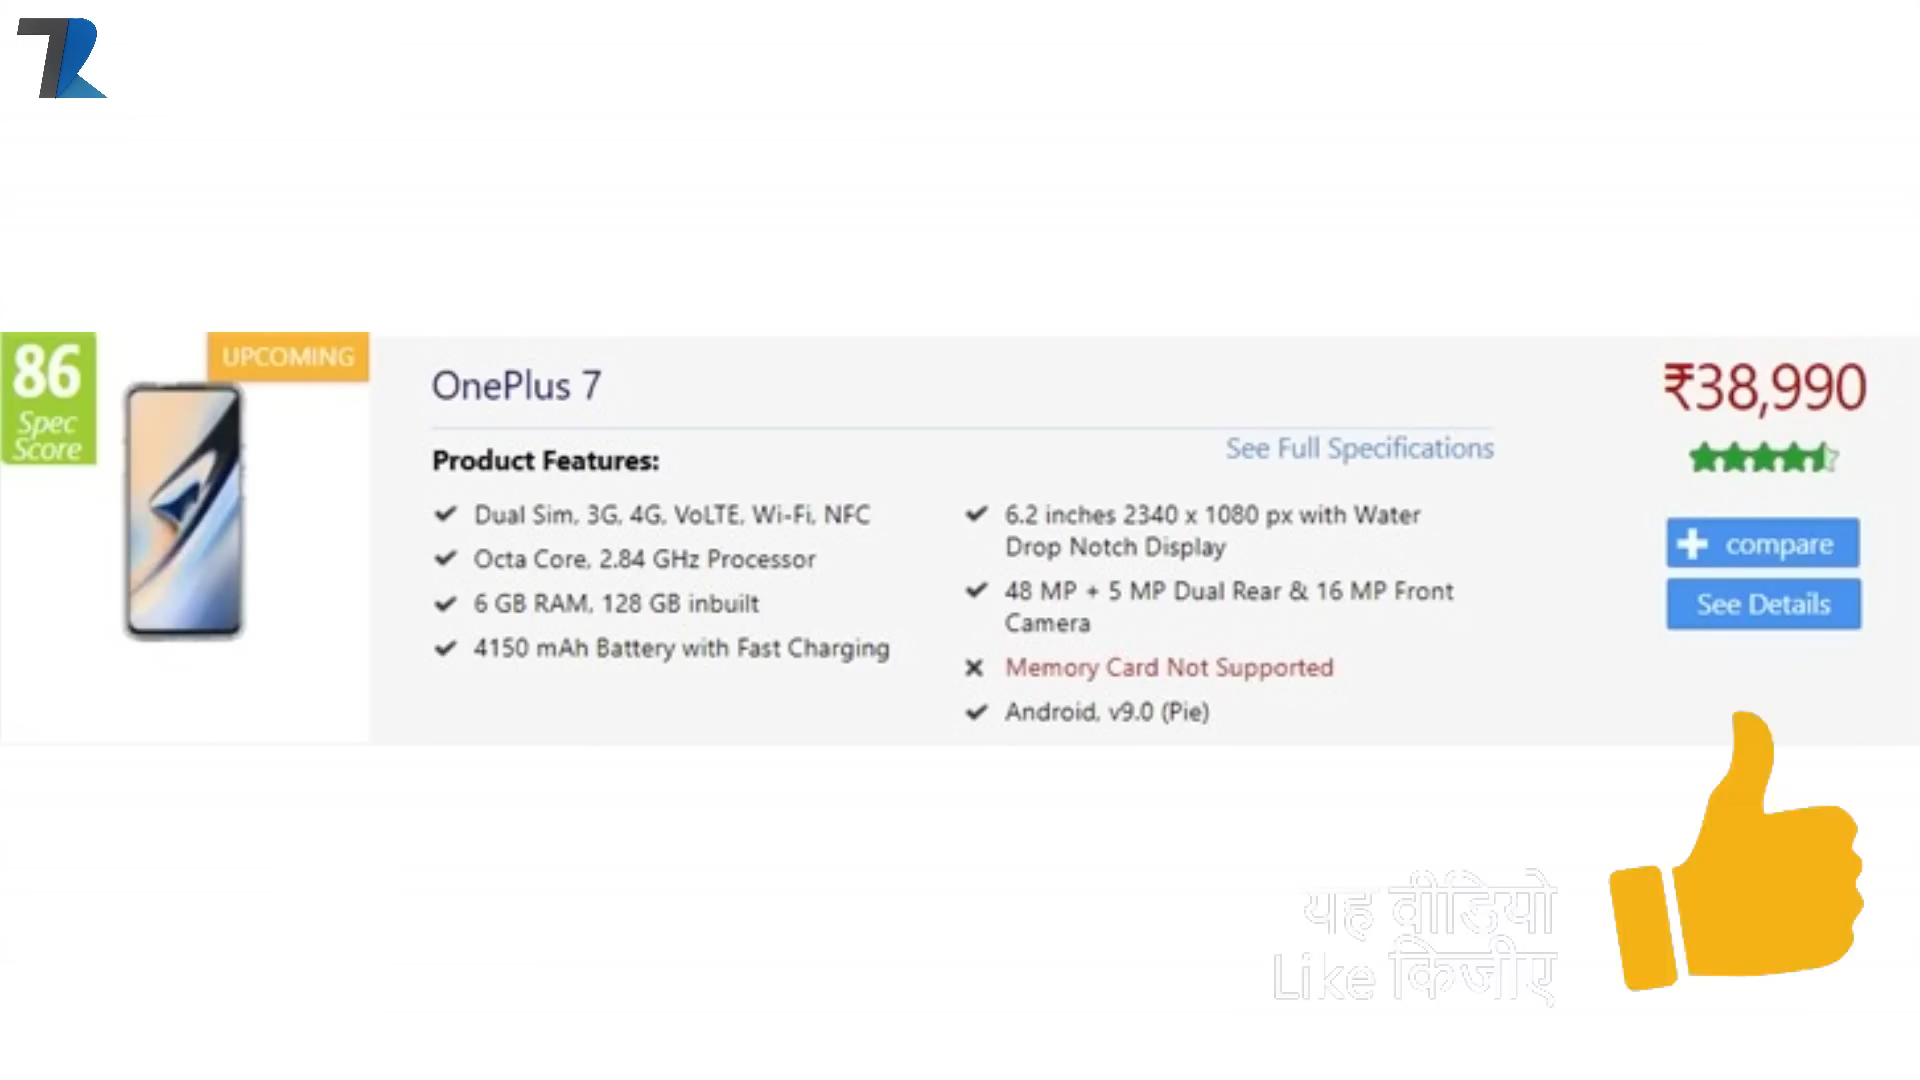 86
Spec
Score
UPCOMING
OnePlus 7
₹38,990
See Full Specifications
Product Features:
Dual Sim, 3G, 4G, VoLTE, Wi-Fi, NFC
Octa Core, 2.84 GHz Processor
6 GB RAM, 128 GB inbuilt
4150 mAh Battery with Fast Charging
6.2 inches 2340 x 1080 px with Water
Drop Notch Display
48 MP + 5 MP Dual Rear & 16 MP Front
Camera
Memory Card Not Supported
Android, v9.0 (Pie)
compare
See Details
यह वीडियो
Like किजीए